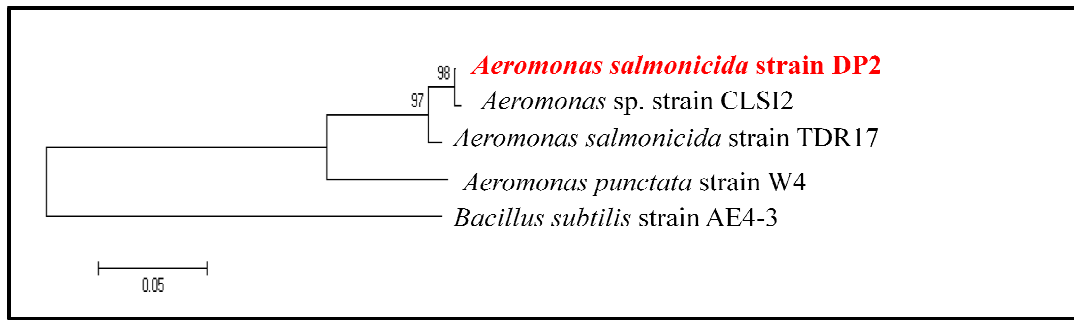 Aeromonas salmonicida strain DP2
98
Aeromonas sp. strain CLSI2
97
Aeromonas salmonicida strain TDR17
Aeromonas punctata strain W4
Bacillus subtilis strain AE4-3
0.05